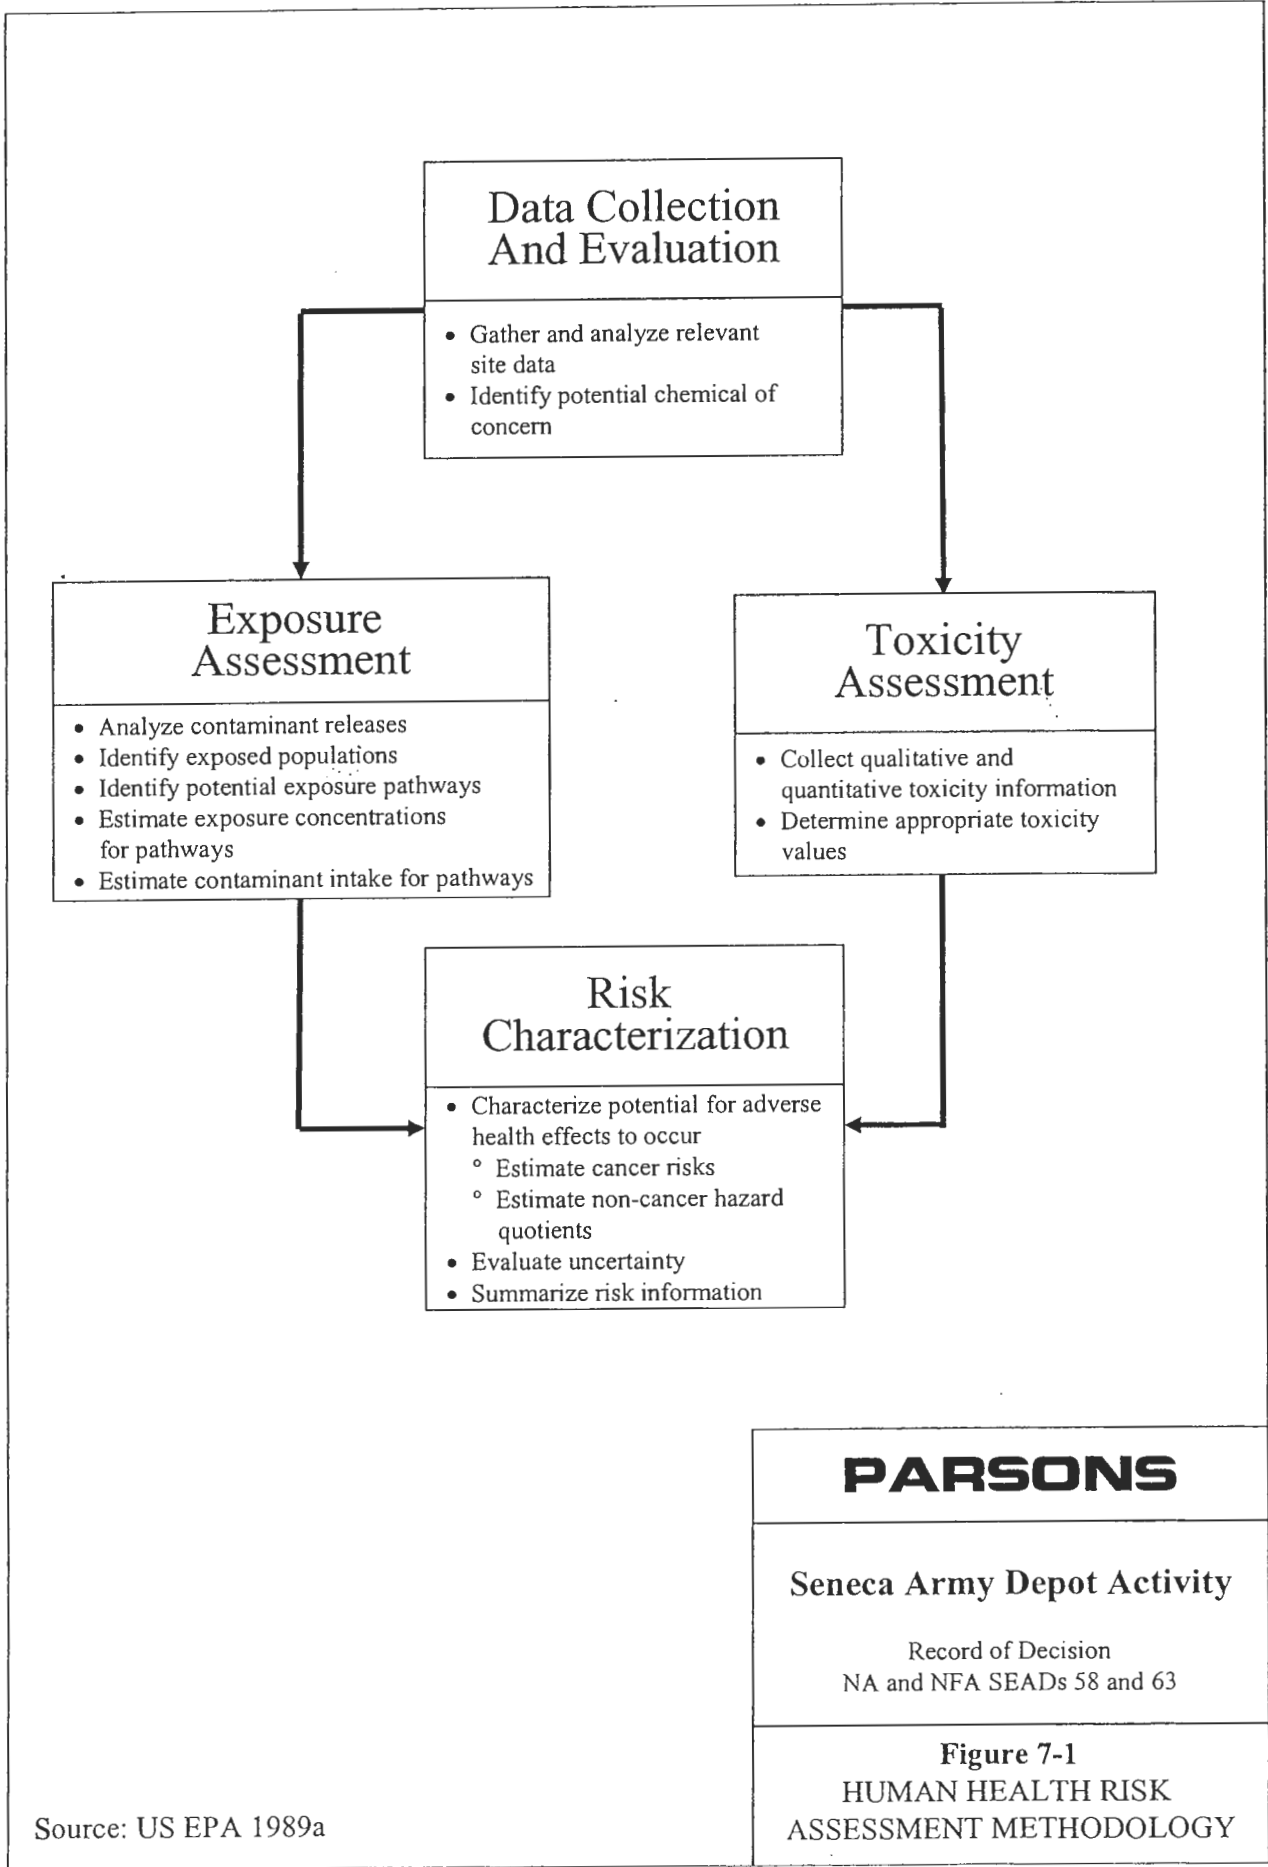 Data Collection
And Evaluation
• Gather and analyze relevant
site data
• Identify potential chemical of
concern
Exposure
Assessment
• Analyze contaminant releases
• Identify exposed populations
• Identify potential exposure pathways
• Estimate exposure concentrations
for pathways
• Estimate contaminant intake for pathways
Toxicity
Assessment
• Collect qualitative and
quantitative toxicity information
• Determine appropriate toxicity
values
Risk
Characterization
• Characterize potential for adverse
health effects to occur
° Estimate cancer risks
° Estimate non-cancer hazard
quotients
• Evaluate uncertainty
• Summarize risk information
PARSONS
Seneca Army Depot Activity
Record of Decision
NA and NFA SEADs 58 and 63
Figure 7-1
HUMAN HEALTH RISK
ASSESSMENT METHODOLOGY
Source: US EPA 1989a